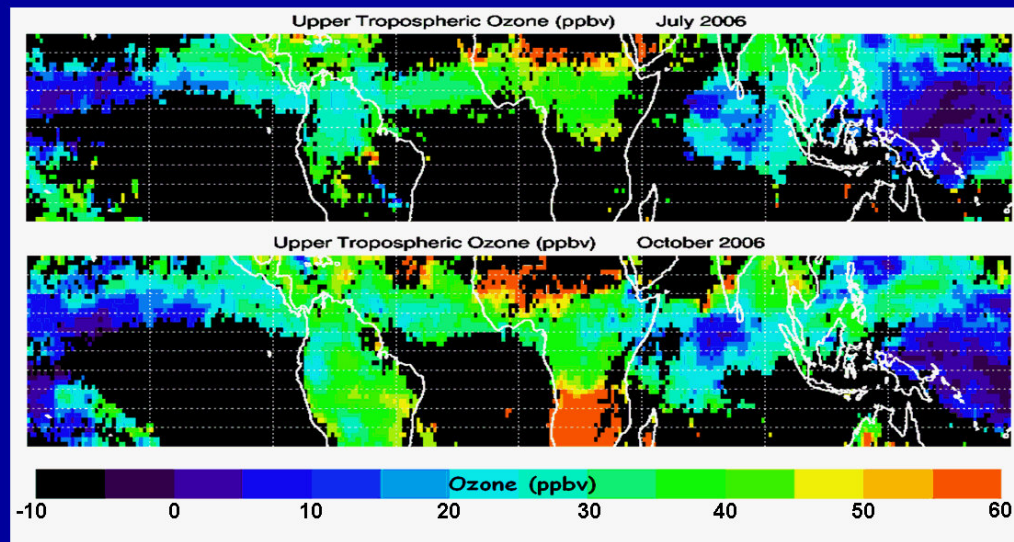 Upper Tropospheric Ozone (ppbv) July 2006
Upper Tropospheric Ozone (ppbv) October 2006
Ozone (ppbv)
-10 0 10 20 30 40 50 60